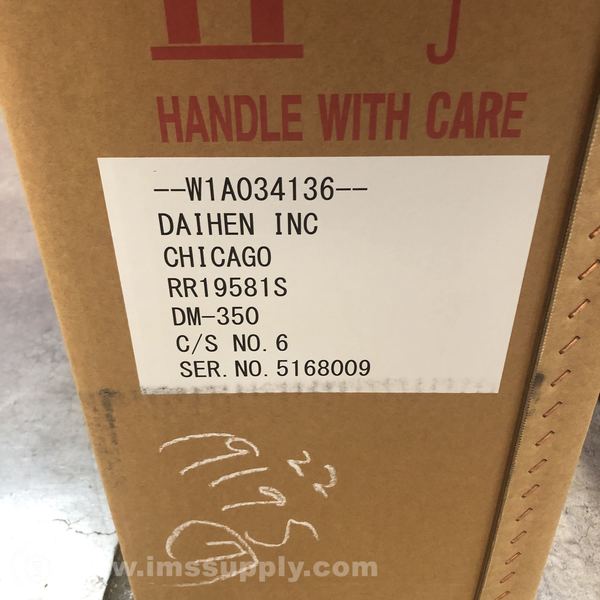 HANDLE WITH CARE
--W1A034136--
DAIHEN INC
CHICAGO
RR19581S
DM-350
C/S NO.6
SER.NO.5168009
www.imssupply.com